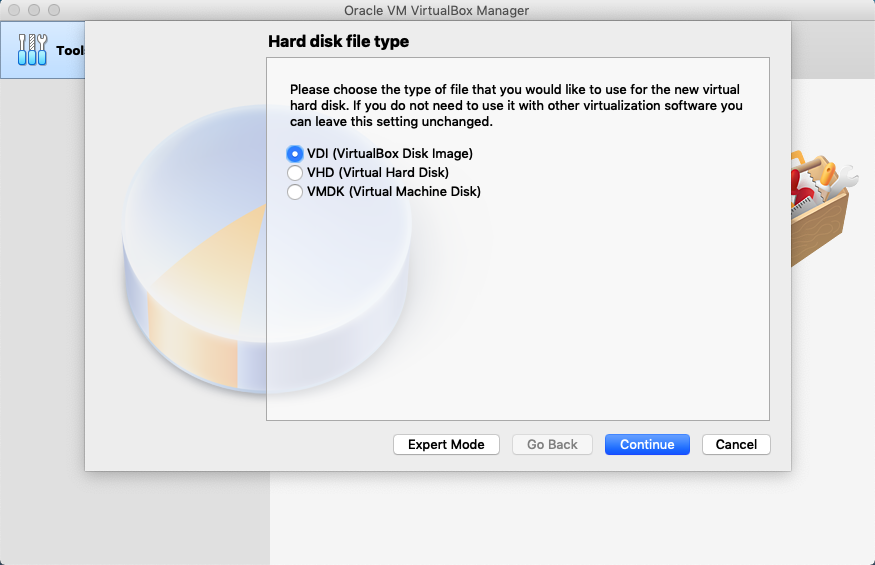 Oracle VM VirtualBox Manager
Tools
Hard disk file type
Please choose the type of file that you would like to use for the new virtual
hard disk. If you do not need to use it with other virtualization software you
can leave this setting unchanged.
VDI (VirtualBox Disk Image)
VHD (Virtual Hard Disk)
VMDK (Virtual Machine Disk)
Expert Mode
Go Back
Continue
Cancel